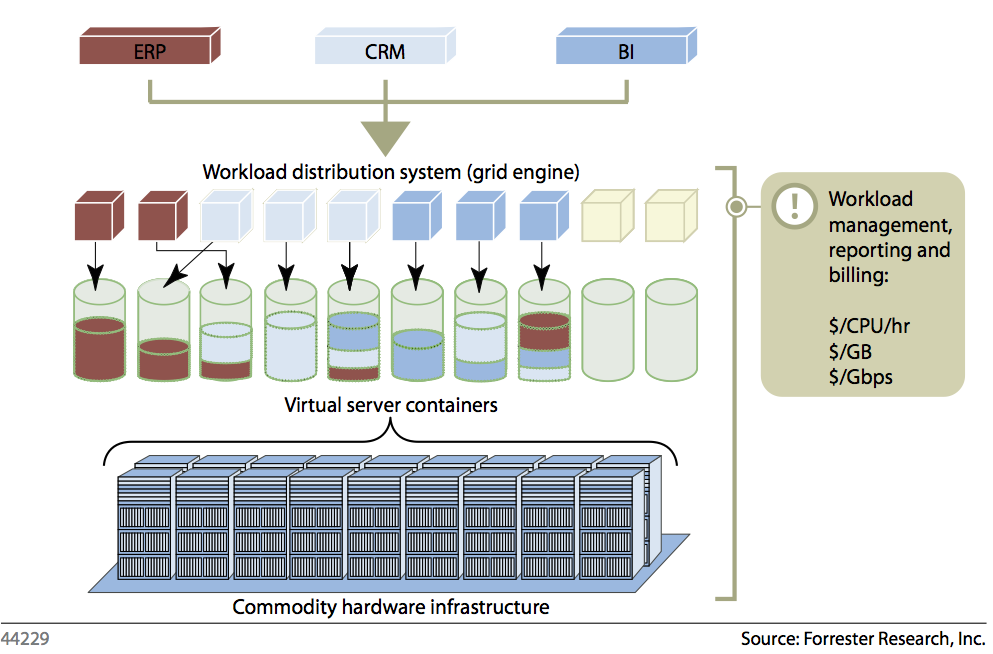 ERP
CRM
BI
Workload distribution system (grid engine)
!
Workload
management,
reporting and
billing:
$/CPU/hr
$/GB
$/Gbps
Virtual server containers
Commodity hardware infrastructure
44229
Source: Forrester Research, Inc.